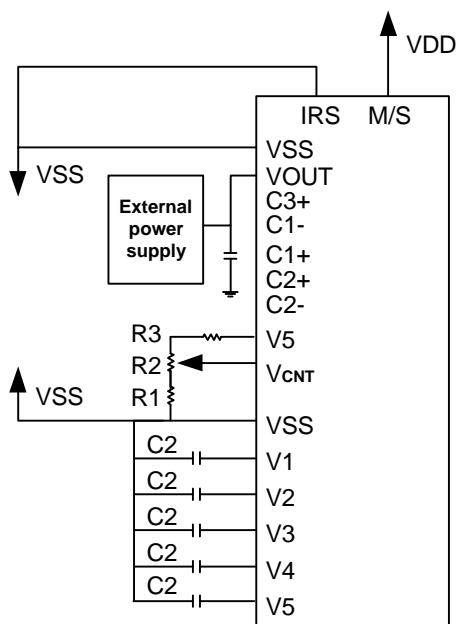 VDD
IRS M/S
VSS
VSS
VOUT
External
power
supply
C3+
C1-
C1+
C2+
C2-
R3
V5
R2
VCNT
VSS
R1
VSS
C2
V1
C2
V2
C2
V3
C2
V4
C2
V5